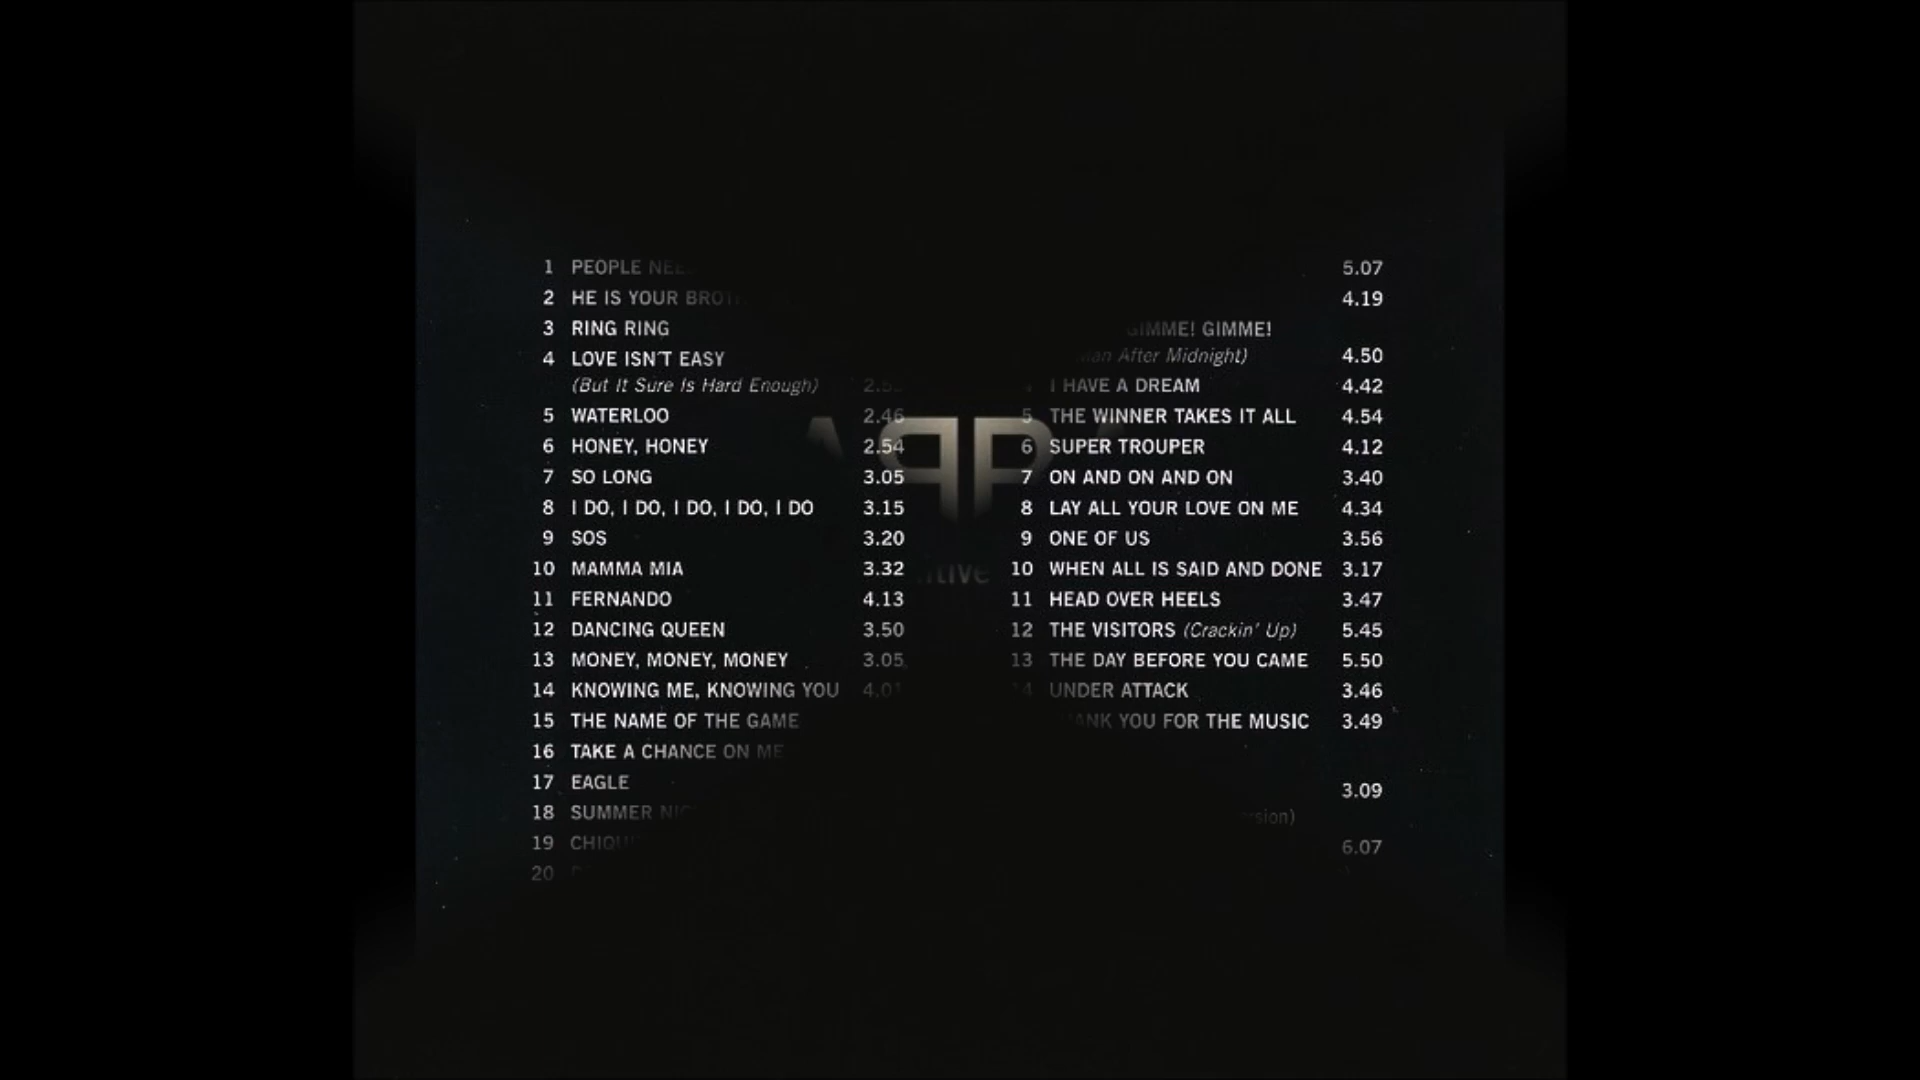 1 PEOPLE
2 HE IS YOUR
3 RING RING
4 LOVE ISN'T EASY
(But It Sure Is Hard Enough)
5 WATERLOO 2.46
6 HONEY, HONEY 2.54
7 SO LONG 3.05
8 I DO, I DO, I DO, I DO, I DO 3.15
9 SOS 3.20
10 MAMMA MIA 3.32
11 FERNANDO 4.13
12 DANCING QUEEN 3.50
13 MONEY, MONEY, MONEY 3.05
14 KNOWING ME, KNOWING YOU 4.01
15 THE NAME OF THE GAME
16 TAKE A CHANCE ON ME
17 EAGLE
18 SUMMER
19
20
5.07
4.19
GIMME! GIMME!
After Midnight) 4.50
I HAVE A DREAM 4.42
5 THE WINNER TAKES IT ALL 4.54
6 SUPER TROUPER 4.12
7 ON AND ON AND ON 3.40
8 LAY ALL YOUR LOVE ON ME 4.34
9 ONE OF US 3.56
10 WHEN ALL IS SAID AND DONE 3.17
11 HEAD OVER HEELS 3.47
12 THE VISITORS (Crackin' Up) 5.45
13 THE DAY BEFORE YOU CAME 5.50
14 UNDER ATTACK 3.46
YOU FOR THE MUSIC 3.49
3.09
6.07